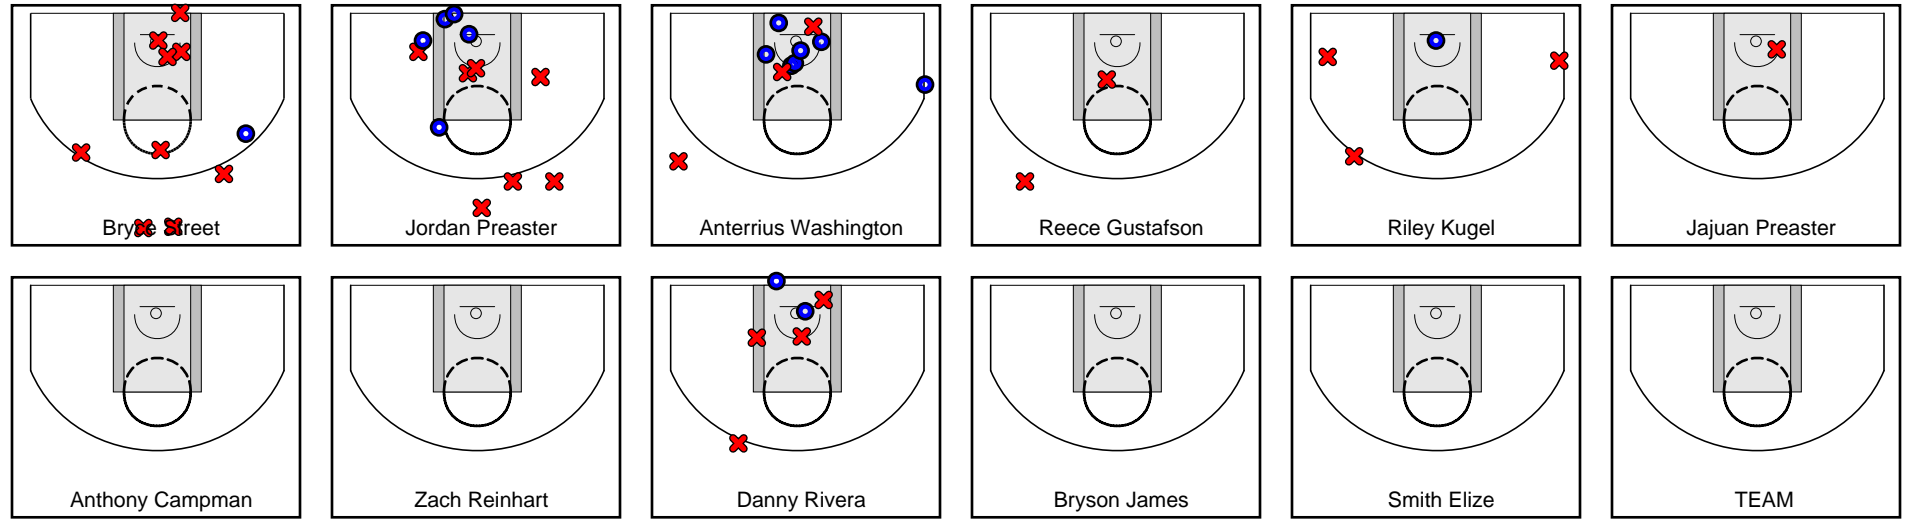 Street
Jordan Preaster
Anterrius Washington
Reece Gustafson
Riley Kugel
Jajuan Preaster
Anthony Campman
Zach Reinhart
Danny Rivera
Bryson James
Smith Elize
TEAM